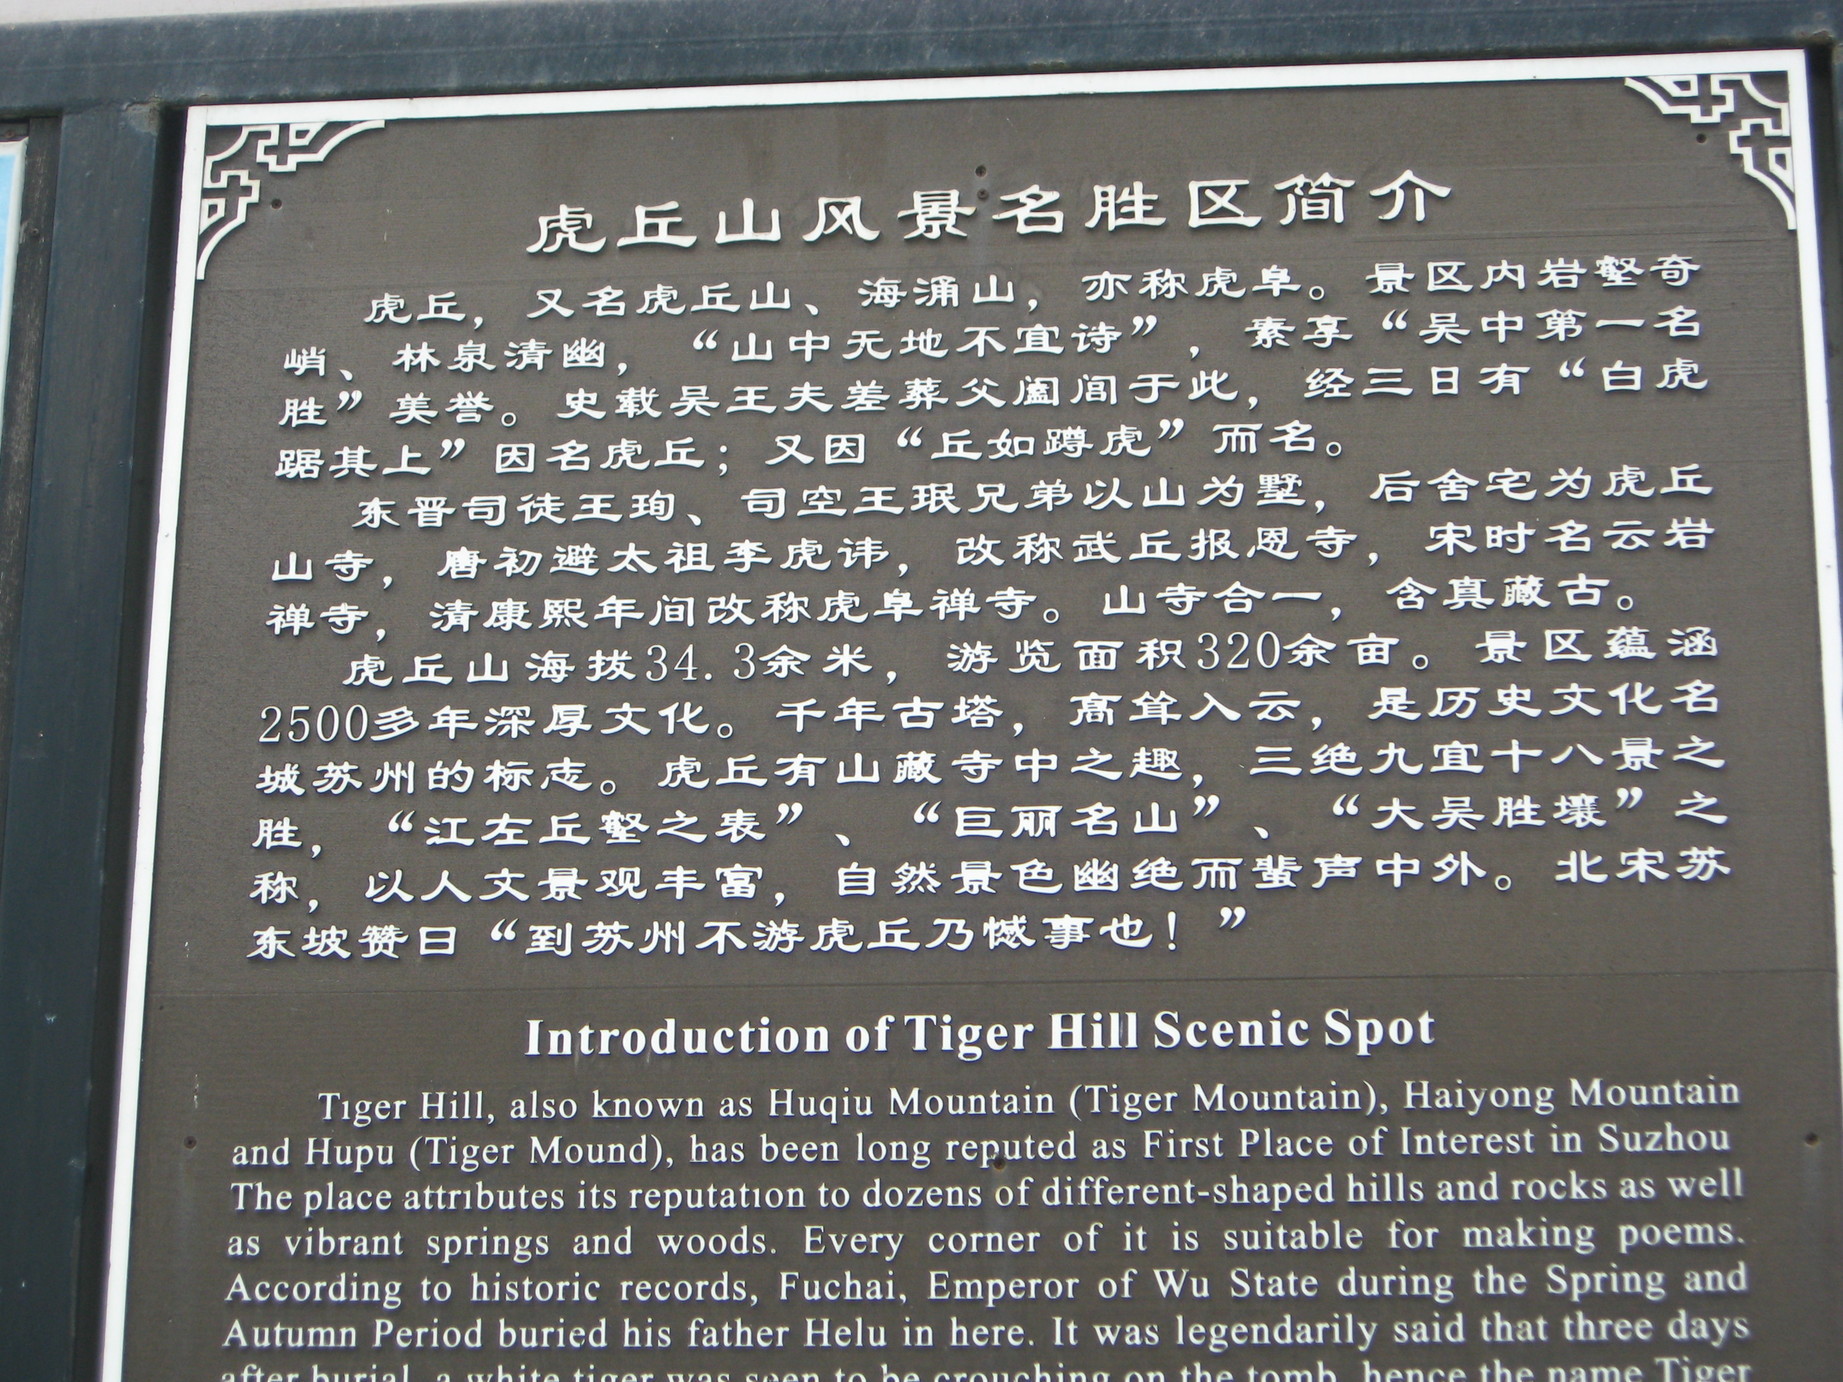 虎丘山风景名胜区简介
虎丘，又名虎丘山、海涌山，亦称虎阜。景区内岩壑奇
峭、林泉清幽，“山中无地不宜诗”，素享“吴中第一名
胜”美誉。史载吴王夫差葬父阖闾于此，经三日有“白虎
踞其上”因名虎丘；又因“丘如蹲虎”而名。
东晋司徒王珣、司空王珉兄弟以山为墅，后舍宅为虎丘
山寺，唐初避太祖李虎讳，改称武丘报恩寺，宋时名云岩
禅寺，清康熙年间改称虎阜禅寺。山寺合一，含真藏古。
虎丘山海拔34.3余米，游览面积320余亩。景区蕴涵
2500多年深厚文化。千年古塔，高耸入云，是历史文化名
城苏州的标志。虎丘有山藏寺中之趣，三绝九宜十八景之
胜，“江左丘壑之表”、“巨丽名山”、“大吴胜壤”之
称，以人文景观丰富，自然景色幽绝而蜚声中外。北宋苏
东坡赞曰“到苏州不游虎丘乃憾事也！”
Introduction of Tiger Hill Scenic Spot
Tiger Hill, also known as Huqiu Mountain (Tiger Mountain), Haiyong Mountain
and Hupu (Tiger Mound), has been long reputed as First Place of Interest in Suzhou
The place attributes its reputation to dozens of different-shaped hills and rocks as well
as vibrant springs and woods. Every corner of it is suitable for making poems.
According to historic records, Fuchai, Emperor of Wu State during the Spring and
Autumn Period buried his father Helu in here. It was legendarily said that three days
after burial, a white tiger was seen to be crouching on the tomb, hence the name Tiger